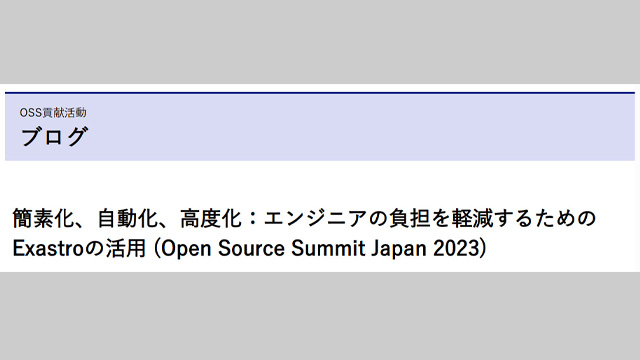 OSS貢献活動
ブログ
簡素化、自動化、高度化：エンジニアの負担を軽減するための
Exastroの活用 (Open Source Summit Japan 2023)